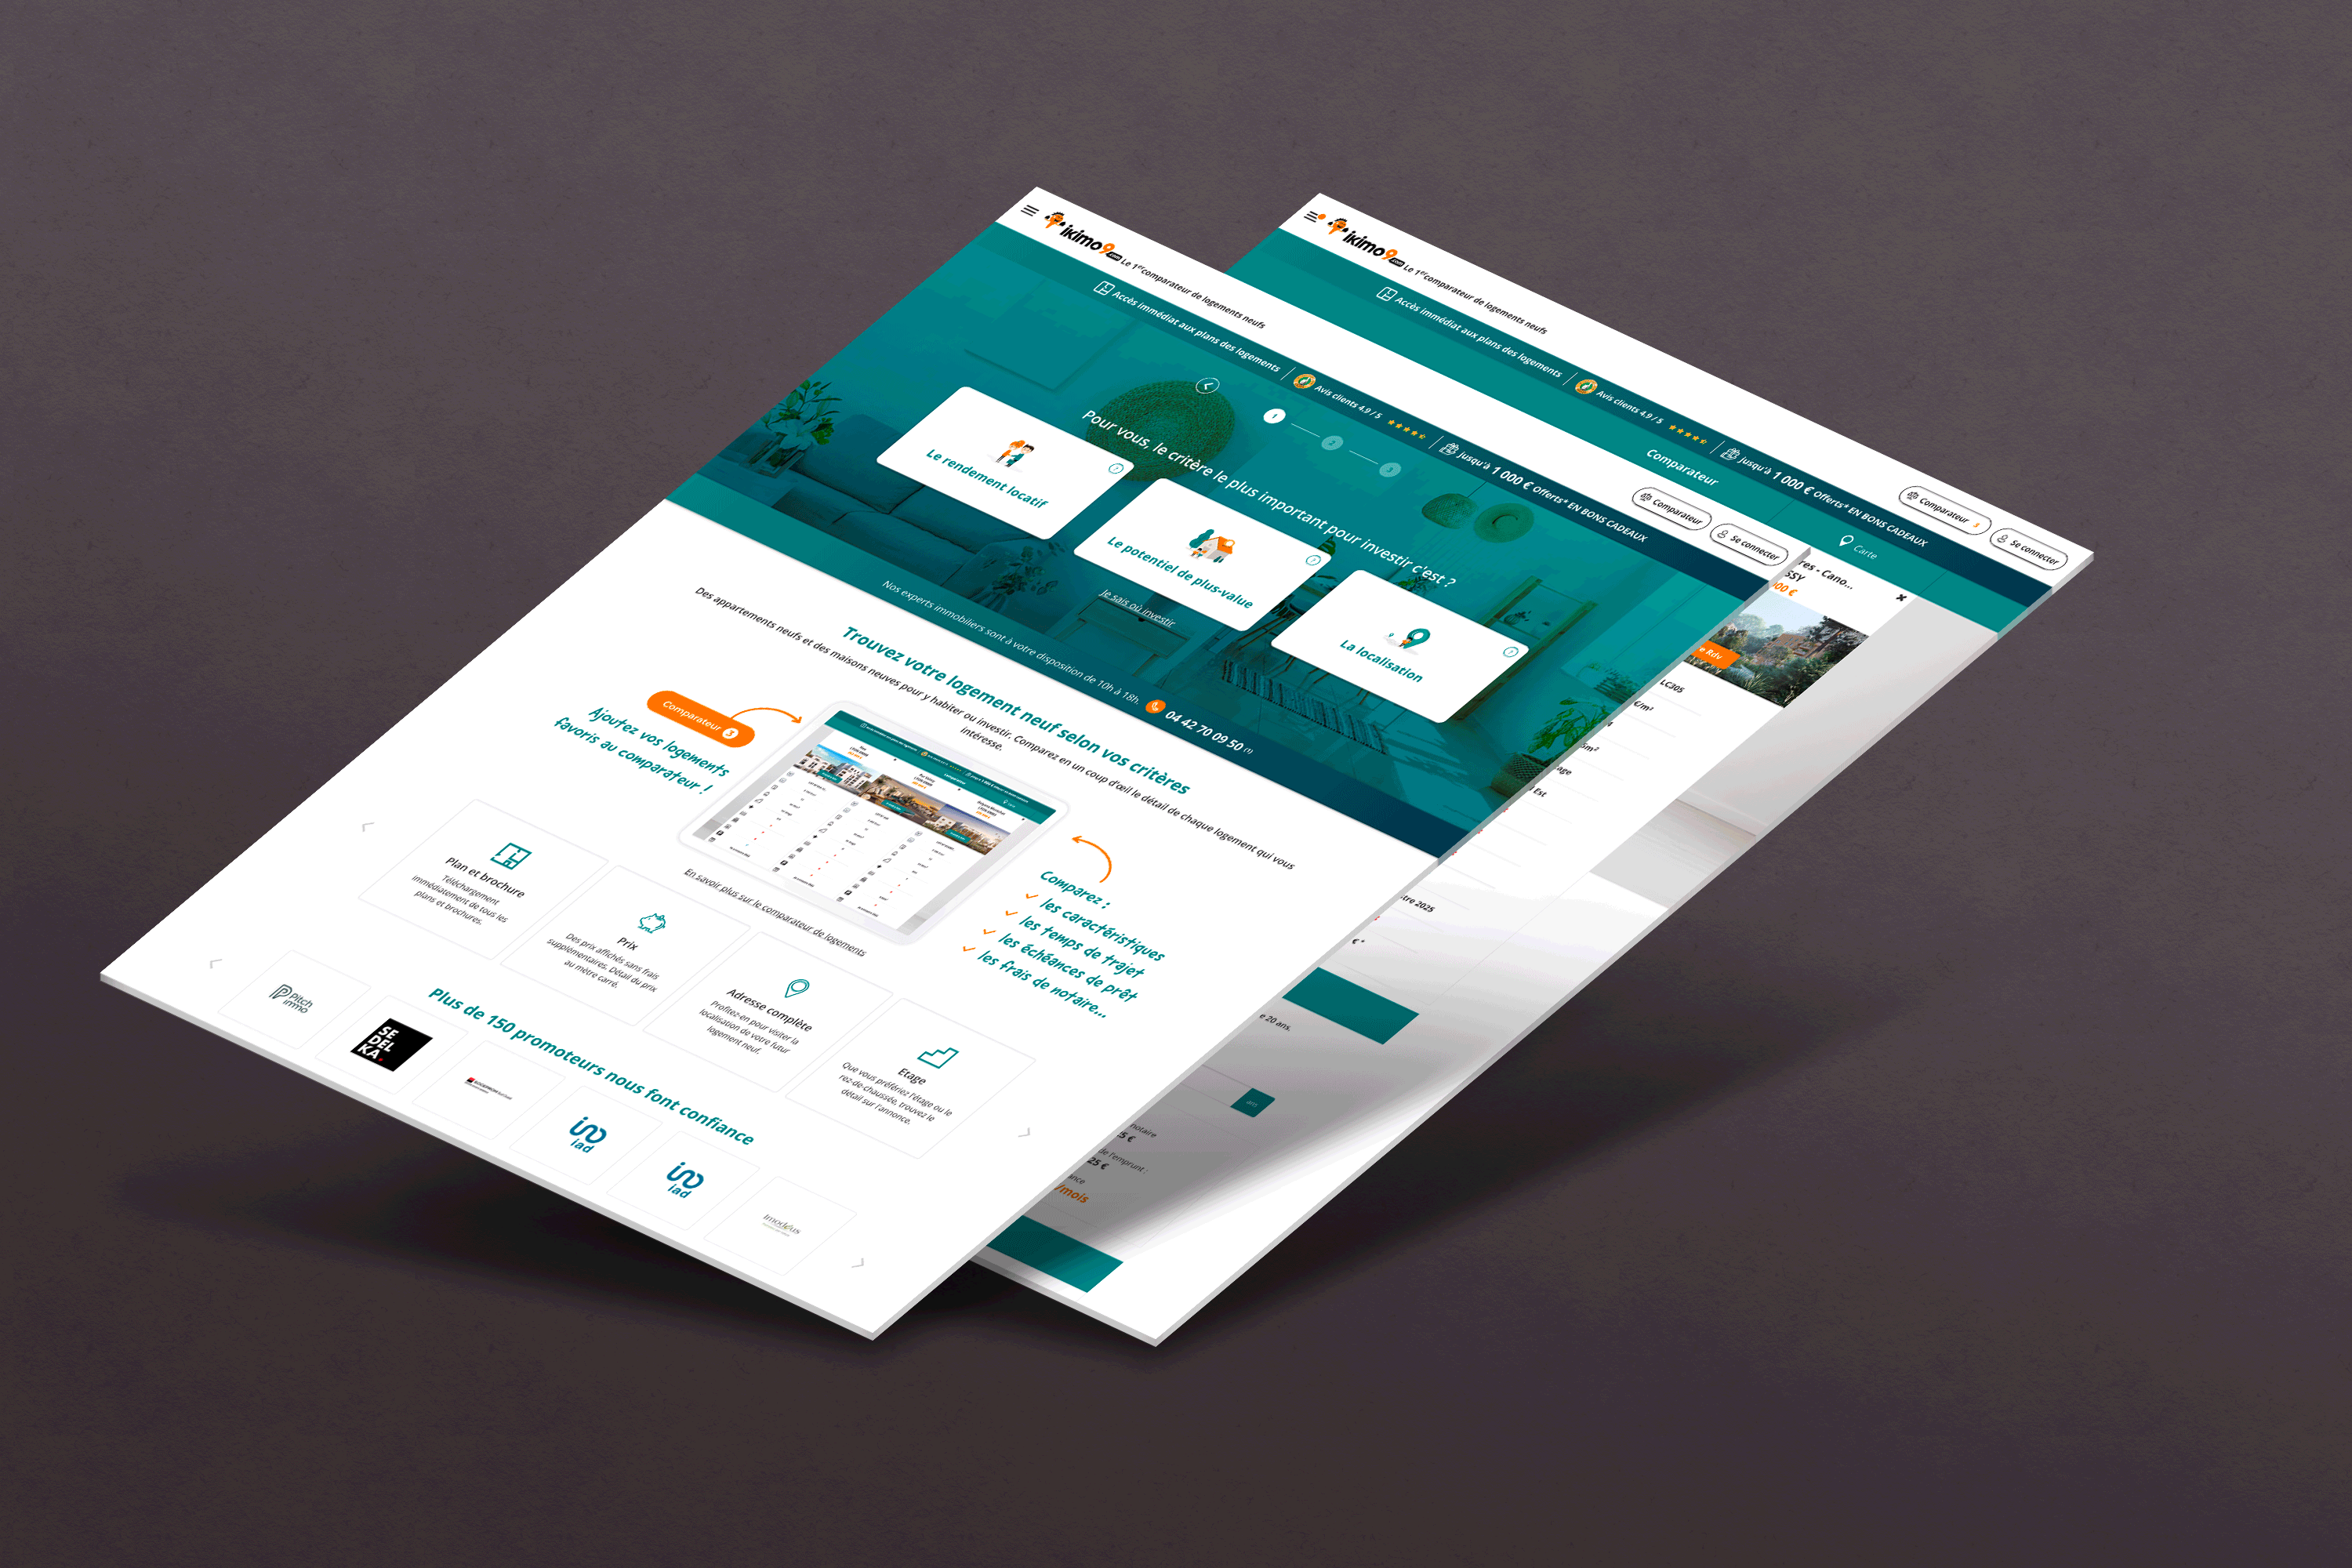 ikimo9
.com
Le 1er comparateur de logements neufs
Comparateur
Se connecter
Accès immédiat aux plans des logements
Avis clients 4.9 / 5
Jusqu'à 1 000 € Offerts* EN BONS CADEAUX
1
2
3
Pour vous, le critère le plus important pour investir c'est ?
Le rendement locatif
Le potentiel de plus-value
La localisation
Je sais où investir
Nos experts immobiliers sont à votre disposition de 10h à 18h.
04 42 70 09 50 (1)
Trouvez votre logement neuf selon vos critères
Des appartements neufs et des maisons neuves pour y habiter ou investir. Comparez en un coup d'œil le détail de chaque logement qui vous
intéresse.
Comparateur 3
Ajoutez vos logements
favoris au comparateur !
Comparez :
les caractéristiques
les temps de trajet
les échéances de prêt
les frais de notaire...
En savoir plus sur le comparateur de logements
Plan et brochure
Téléchargement
immédiatement de tous les
plans et brochures.
Prix
Des prix affichés sans frais
supplémentaires. Détail du prix
au mètre carré.
Adresse complète
Profitez-en pour visiter la
localisation de votre futur
logement neuf.
Etage
Que vous préfériez l'étage ou le
rez-de-chaussée, trouvez le
détail sur l'annonce.
Plus de 150 promoteurs nous font confiance
Pitch
immo
SE
DEL
KA
iad
iad
imodeus
ikimo9
.com
Le 1er comparateur de logements neufs
Comparateur 3
Se connecter
Accès immédiat aux plans des logements
Avis clients 4.9 / 5
Jusqu'à 1 000 € Offerts* EN BONS CADEAUX
Comparateur
Carte
res - Cano...
SSY
000 €
e Rdv
LC305
€/m²
5m²
age
Est
tre 2025
€*
e 20 ans.
ans
notaire
25 €
de l'emprunt :
25 €
ance
/mois